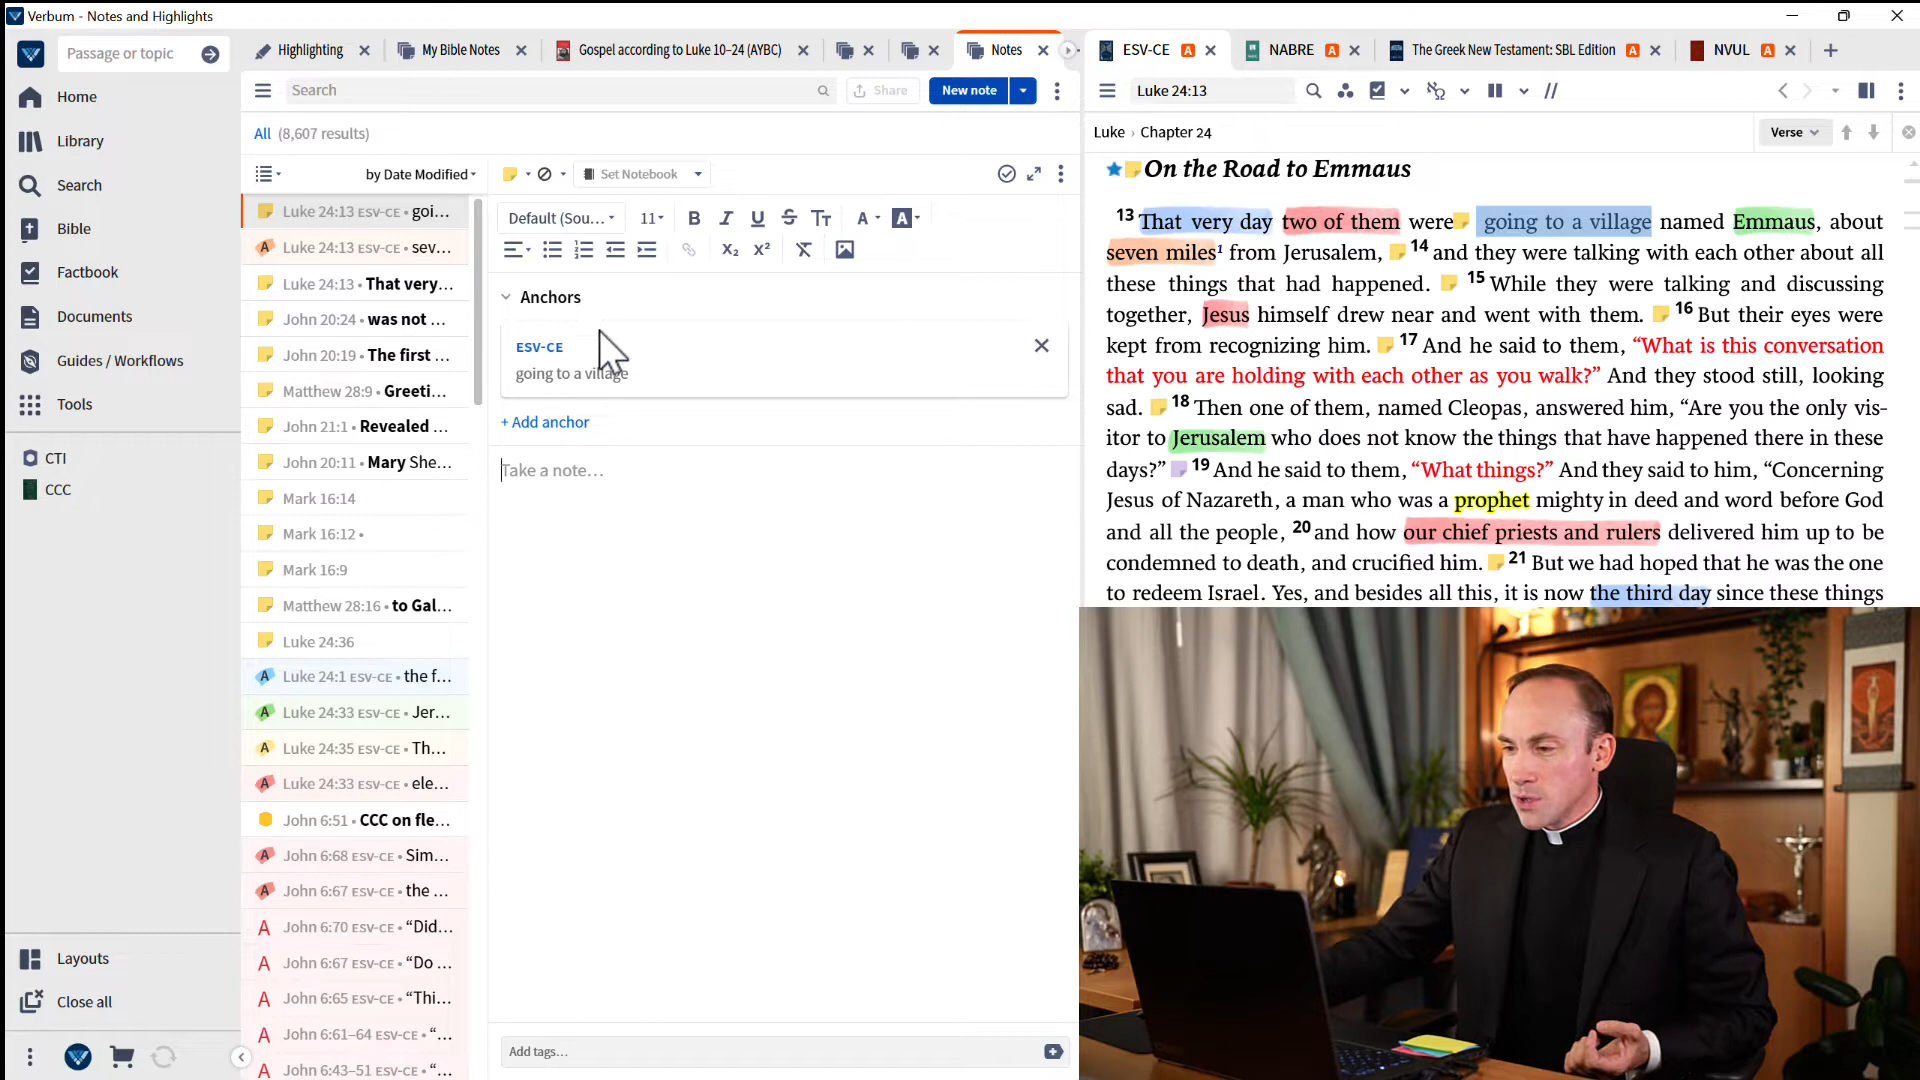 Verbum - Notes and Highlights
Passage or topic
Home
Library
Search
Bible
Factbook
Documents
Guides / Workflows
Tools
CTI
CCC
Layouts
Close all
Highlighting
My Bible Notes
Gospel according to Luke 10–24 (AYBC)
Notes
Search
Share
New note
All (8,607 results)
by Date Modified
Luke 24:13 ESV-CE • goi...
Luke 24:13 ESV-CE • sev...
Luke 24:13 • That very...
John 20:24 • was not ...
John 20:19 • The first ...
Matthew 28:9 • Greeti...
John 21:1 • Revealed ...
John 20:11 • Mary She...
Mark 16:14
Mark 16:12 •
Mark 16:9
Matthew 28:16 • to Gal...
Luke 24:36
Luke 24:1 ESV-CE • the f...
Luke 24:33 ESV-CE • Jer...
Luke 24:35 ESV-CE • Th...
Luke 24:33 ESV-CE • ele...
John 6:51 • CCC on fle...
John 6:68 ESV-CE • Sim...
John 6:67 ESV-CE • the ...
John 6:70 ESV-CE • “Did...
John 6:67 ESV-CE • “Do ...
John 6:65 ESV-CE • “Thi...
John 6:61–64 ESV-CE • “...
John 6:43–51 ESV-CE • “...
Set Notebook
Default (Sou...
11
B I U S Tт A A
X₂ X²
Anchors
ESV-CE
going to a village
+ Add anchor
Take a note...
Add tags...
ESV-CE
NABRE
The Greek New Testament: SBL Edition
NVUL
Luke 24:13
Luke › Chapter 24
Verse
On the Road to Emmaus
13 That very day two of them were going to a village named Emmaus, about
seven miles¹ from Jerusalem, 14 and they were talking with each other about all
these things that had happened. 15 While they were talking and discussing
together, Jesus himself drew near and went with them. 16 But their eyes were
kept from recognizing him. 17 And he said to them, “What is this conversation
that you are holding with each other as you walk?” And they stood still, looking
sad. 18 Then one of them, named Cleopas, answered him, “Are you the only vis-
itor to Jerusalem who does not know the things that have happened there in these
days?” 19 And he said to them, “What things?” And they said to him, “Concerning
Jesus of Nazareth, a man who was a prophet mighty in deed and word before God
and all the people, 20 and how our chief priests and rulers delivered him up to be
condemned to death, and crucified him. 21 But we had hoped that he was the one
to redeem Israel. Yes, and besides all this, it is now the third day since these things